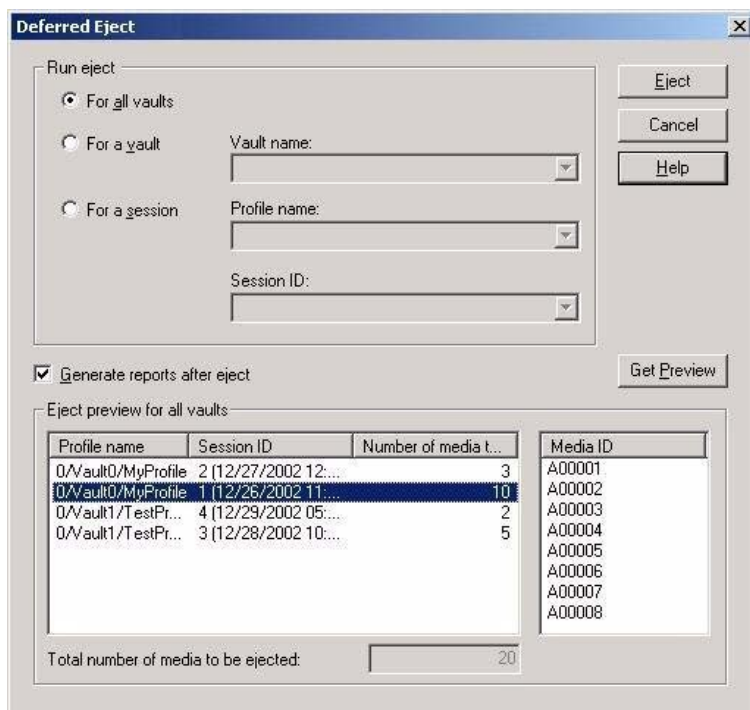 Deferred Eject
Run eject
Eject
For all vaults
Cancel
For a vault
Vault name:
Help
For a session
Profile name:
Session ID:
Generate reports after eject
Get Preview
Eject preview for all vaults
Profile name Session ID Number of media t...
0/Vault0/MyProfile 2 (12/27/2002 12:... 3
0/Vault0/MyProfile 1 (12/26/2002 11:... 10
0/Vault1/TestPr... 4 (12/29/2002 05:... 2
0/Vault1/TestPr... 3 (12/28/2002 10:... 5
Media ID
A00001
A00002
A00003
A00004
A00005
A00006
A00007
A00008
Total number of media to be ejected: 20